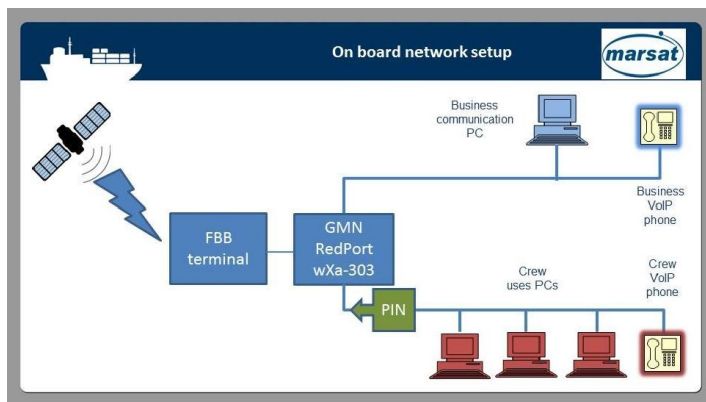 On board network setup
marsat
Business
communication
PC
Business
VoIP
phone
FBB
terminal
GMN
RedPort
wXa-303
Crew
uses PCs
Crew
VoIP
phone
PIN